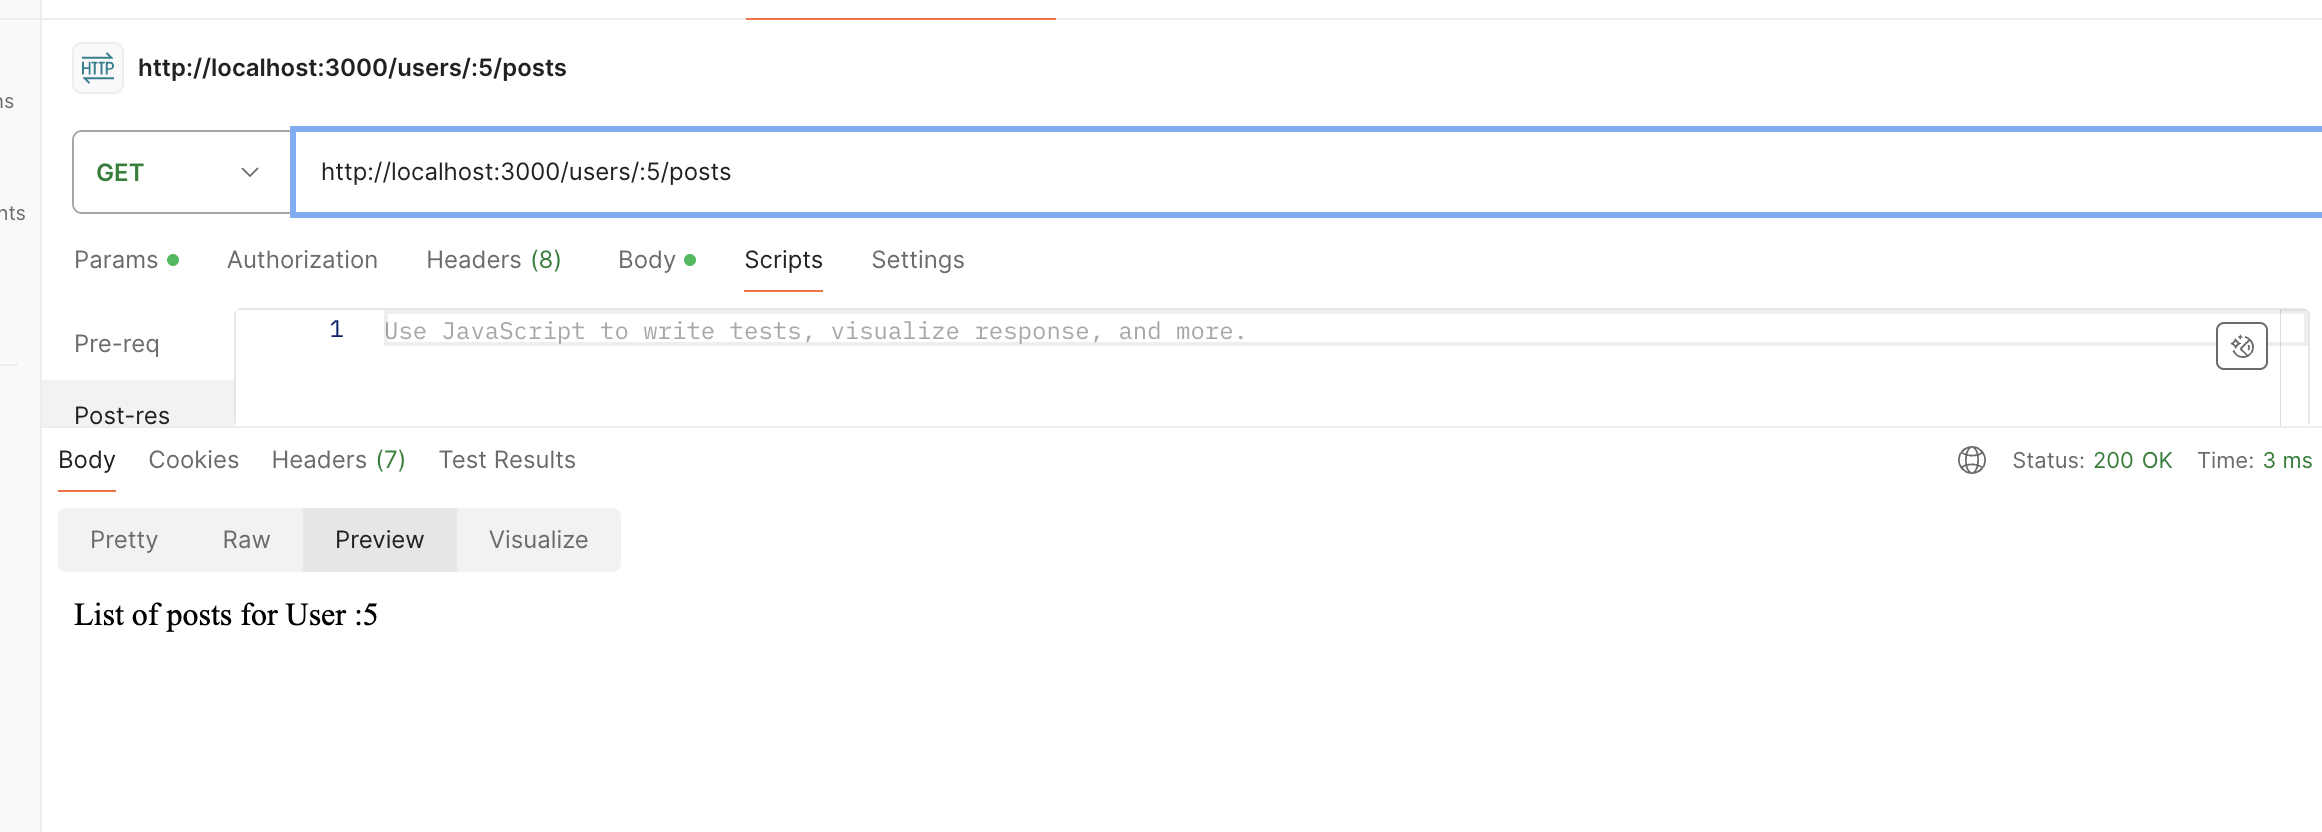 HTTP
http://localhost:3000/users/:5/posts
GET
http://localhost:3000/users/:5/posts
Params
Authorization
Headers (8)
Body
Scripts
Settings
Pre-req
Post-res
1
Use JavaScript to write tests, visualize response, and more.
Body
Cookies
Headers (7)
Test Results
Status: 200 OK
Time: 3 ms
Pretty
Raw
Preview
Visualize
List of posts for User :5